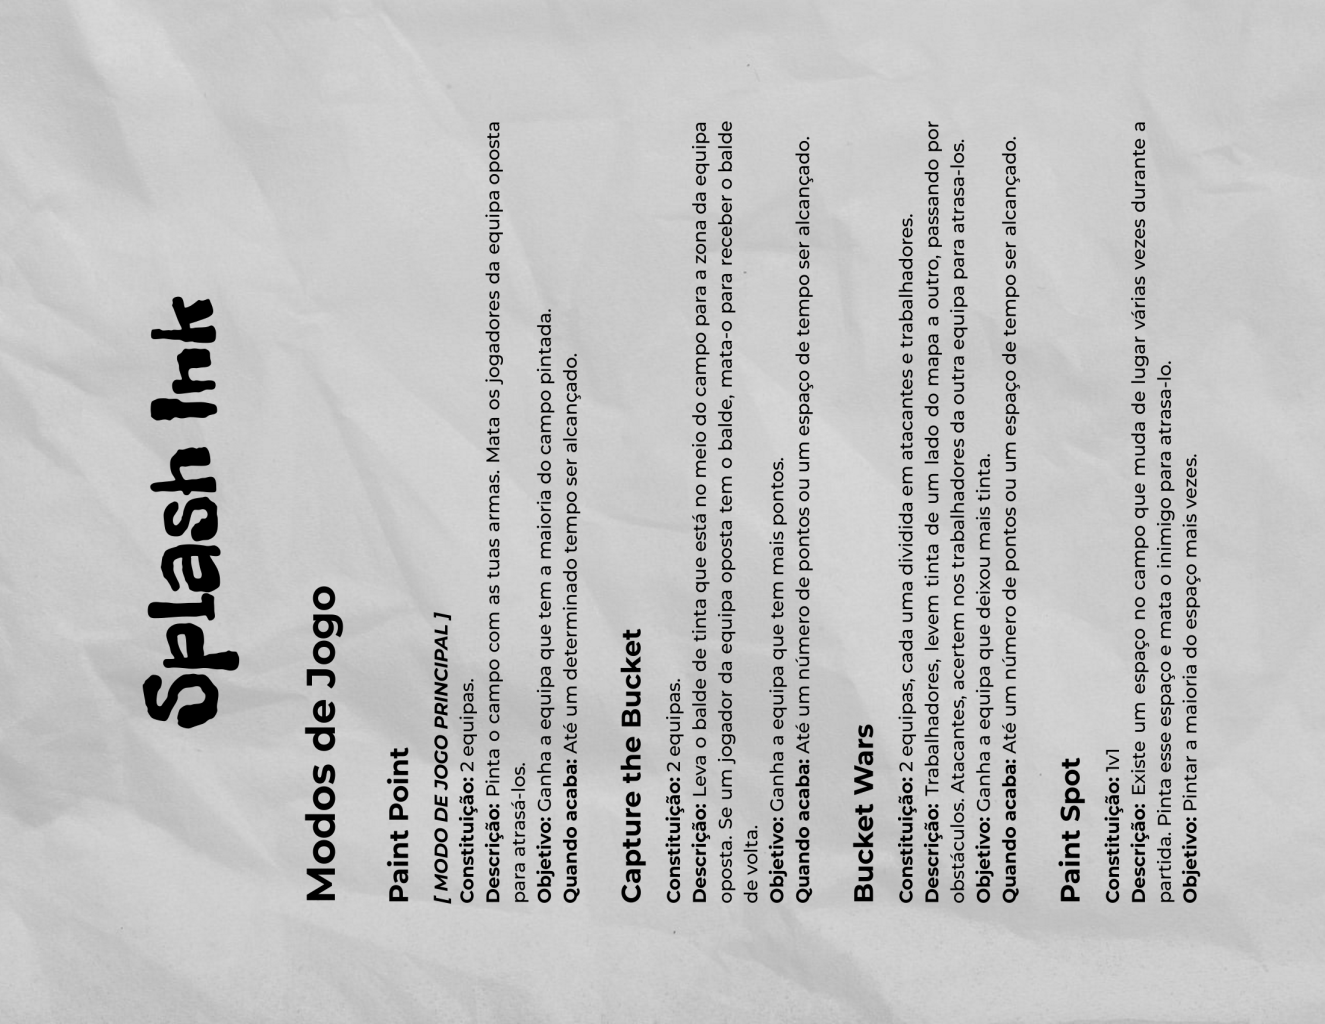 Splash Ink
Modos de Jogo
Paint Point
[ MODO DE JOGO PRINCIPAL ]
Constituição: 2 equipas.
Descrição: Pinta o campo com as tuas armas. Mata os jogadores da equipa oposta
para atrasá-los.
Objetivo: Ganha a equipa que tem a maioria do campo pintada.
Quando acaba: Até um determinado tempo ser alcançado.
Capture the Bucket
Constituição: 2 equipas.
Descrição: Leva o balde de tinta que está no meio do campo para a zona da equipa
oposta. Se um jogador da equipa oposta tem o balde, mata-o para receber o balde
de volta.
Objetivo: Ganha a equipa que tem mais pontos.
Quando acaba: Até um número de pontos ou um espaço de tempo ser alcançado.
Bucket Wars
Constituição: 2 equipas, cada uma dividida em atacantes e trabalhadores.
Descrição: Trabalhadores, levem tinta de um lado do mapa a outro, passando por
obstáculos. Atacantes, acertem nos trabalhadores da outra equipa para atrasa-los.
Objetivo: Ganha a equipa que deixou mais tinta.
Quando acaba: Até um número de pontos ou um espaço de tempo ser alcançado.
Paint Spot
Constituição: 1v1
Descrição: Existe um espaço no campo que muda de lugar várias vezes durante a
partida. Pinta esse espaço e mata o inimigo para atrasa-lo.
Objetivo: Pintar a maioria do espaço mais vezes.